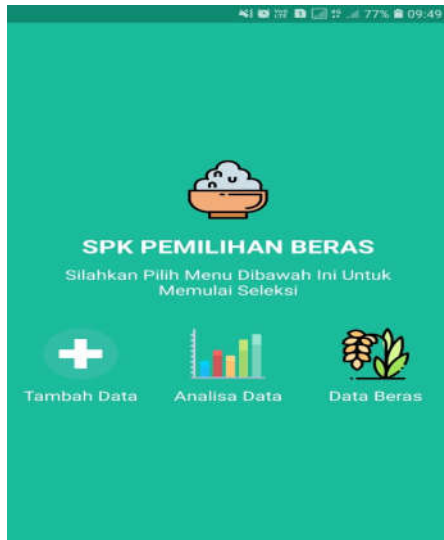 77% 09:49
SPK PEMILIHAN BERAS
Silahkan Pilih Menu Dibawah Ini Untuk
Memulai Seleksi
Tambah Data Analisa Data Data Beras